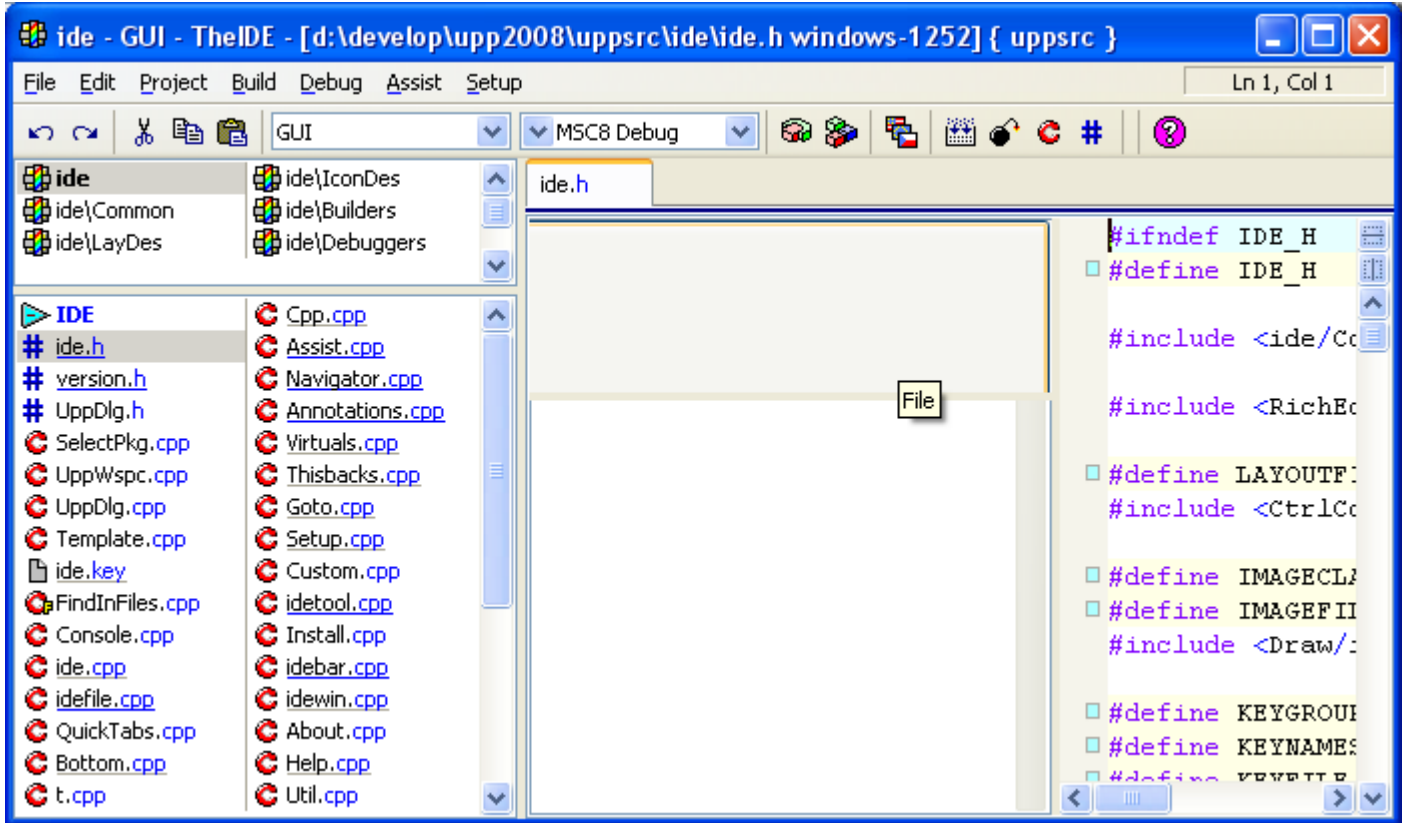 ide - GUI - TheIDE - [d:\develop\upp2008\uppsrc\ide\ide.h windows-1252] { uppsrc }
File Edit Project Build Debug Assist Setup
Ln 1, Col 1
GUI
MSC8 Debug
ide
ide\Common
ide\LayDes
ide\IconDes
ide\Builders
ide\Debuggers
IDE
ide.h
version.h
UppDlg.h
SelectPkg.cpp
UppWspc.cpp
UppDlg.cpp
Template.cpp
ide.key
FindInFiles.cpp
Console.cpp
ide.cpp
idefile.cpp
QuickTabs.cpp
Bottom.cpp
t.cpp
Cpp.cpp
Assist.cpp
Navigator.cpp
Annotations.cpp
Virtuals.cpp
Thisbacks.cpp
Goto.cpp
Setup.cpp
Custom.cpp
idetool.cpp
Install.cpp
idebar.cpp
idewin.cpp
About.cpp
Help.cpp
Util.cpp
ide.h
File
#ifndef IDE_H
#define IDE_H
#include <ide/Co
#include <RichEd
#define LAYOUTF
#include <CtrlCo
#define IMAGECLA
#define IMAGEFIL
#include <Draw/i
#define KEYGROUP
#define KEYNAMES
#define KEYFILE